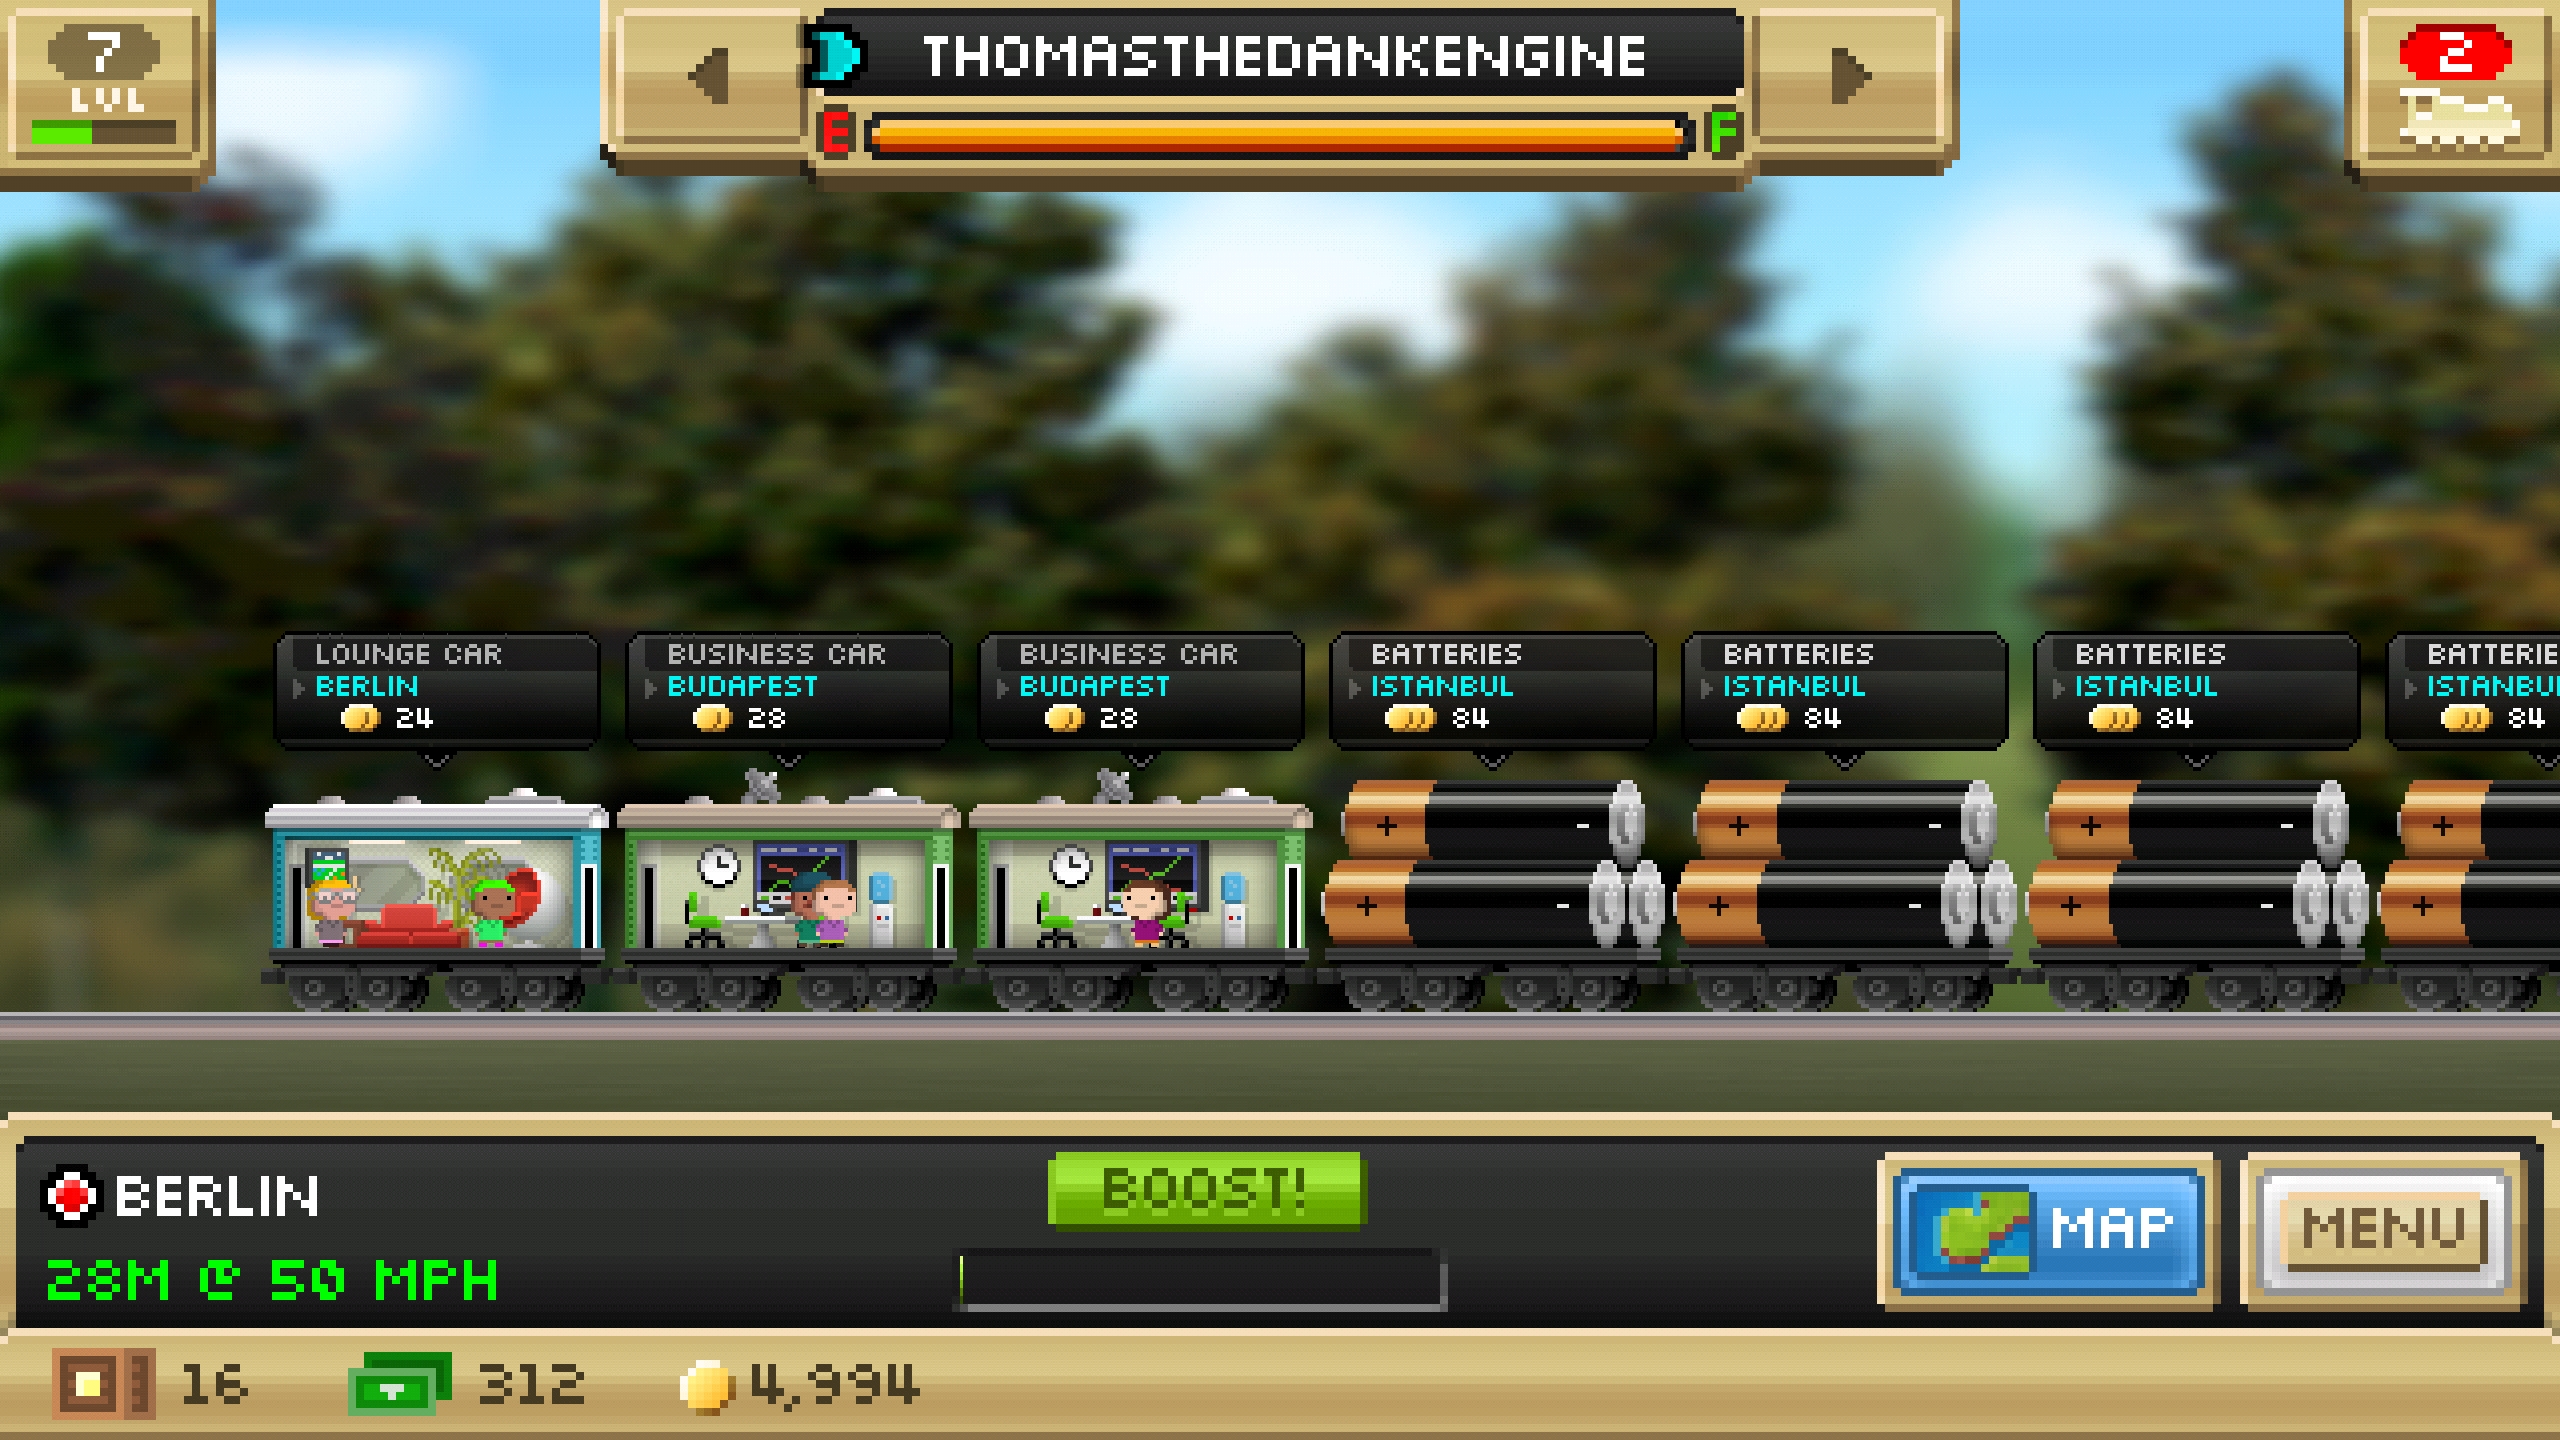 7
LVL
THOMASTHEDANKENGINE
E
F
2
LOUNGE CAR
BERLIN
24
BUSINESS CAR
BUDAPEST
28
BUSINESS CAR
BUDAPEST
28
BATTERIES
ISTANBUL
84
BATTERIES
ISTANBUL
84
BATTERIES
ISTANBUL
84
BATTERIE
ISTANBU
84
+ -
+ -
+ -
+
+ -
+ -
+ -
+
BERLIN
28M @ 50 MPH
BOOST!
MAP
MENU
16
312
4,994